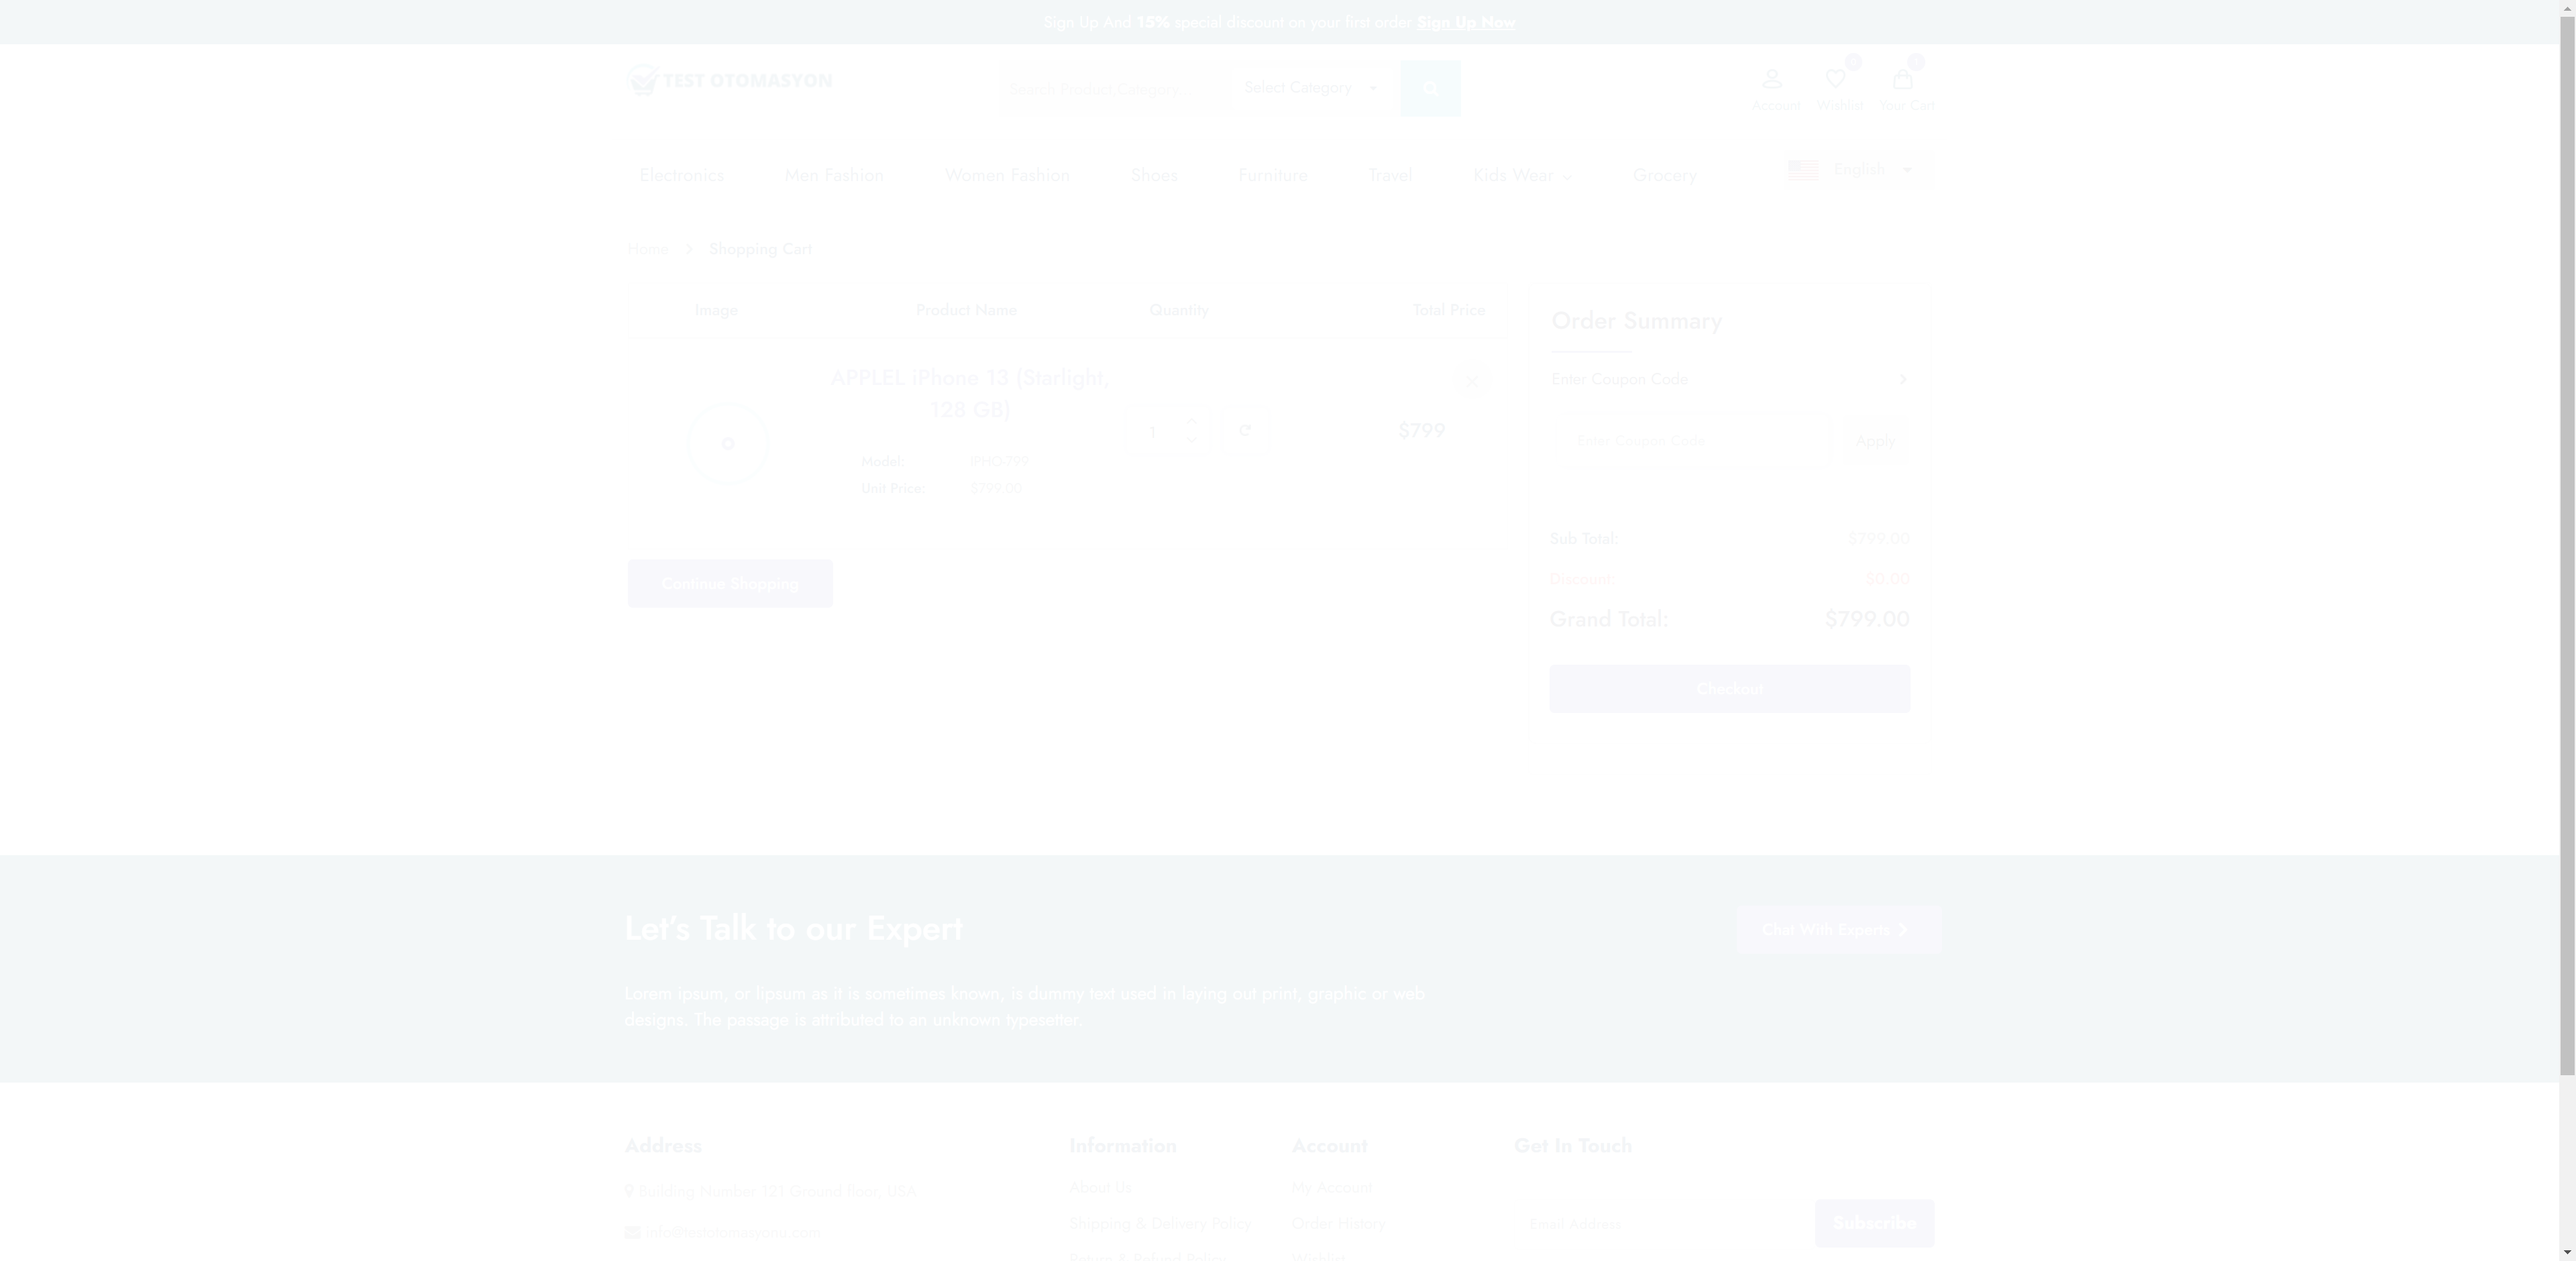 Sign Up And 15% special discount on your first order Sign Up Now
TEST OTOMASYON
Search Product Category
Select Category
Account
Wishlist
Your Cart
Electronics
Men Fashion
Women Fashion
Shoes
Furniture
Travel
Kids Wear
Grocery
English
Home
Shopping Cart
Image
Product Name
Quantity
Total Price
APPLEL iPhone 13 (Starlight,
128 GB)
1
$799
Model: IPHO-799
Unit Price: $799.00
Continue Shopping
Order Summary
Enter Coupon Code
Enter Coupon Code
Apply
Sub Total: $799.00
Discount: $0.00
Grand Total: $799.00
Checkout
Let's Talk to our Expert
Chat With Experts
Lorem ipsum, or lipsum as it is sometimes known, is dummy text used in laying out print, graphic or web
designs. The passage is attributed to an unknown typesetter.
Address
Building Number 121 Ground floor, USA
info@testotomasyonu.com
Information
About Us
Shipping & Delivery Policy
Return & Refund Policy
Account
My Account
Order History
Wishlist
Get In Touch
Email Address
Subscribe